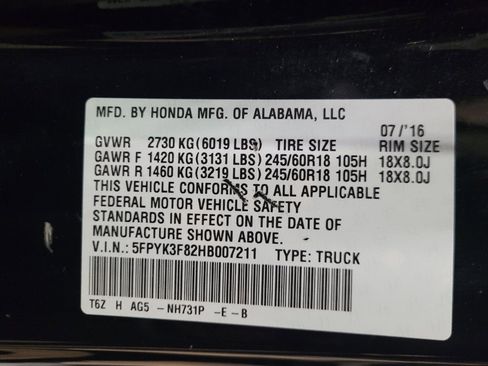 MFD. BY HONDA MFG. OF ALABAMA, LLC
07/'16
GVWR 2730 KG(6019 LBS) TIRE SIZE RIM SIZE
GAWR F 1420 KG(3131 LBS) 245/60R18 105H 18X8.0J
GAWR R 1460 KG(3219 LBS) 245/60R18 105H 18X8.0J
THIS VEHICLE CONFORMS TO ALL APPLICABLE
FEDERAL MOTOR VEHICLE SAFETY
STANDARDS IN EFFECT ON THE DATE OF
MANUFACTURE SHOWN ABOVE.
V.I.N.: 5FPYK3F82HB007211 TYPE: TRUCK
T6Z H AG5 -NH731P -E-B